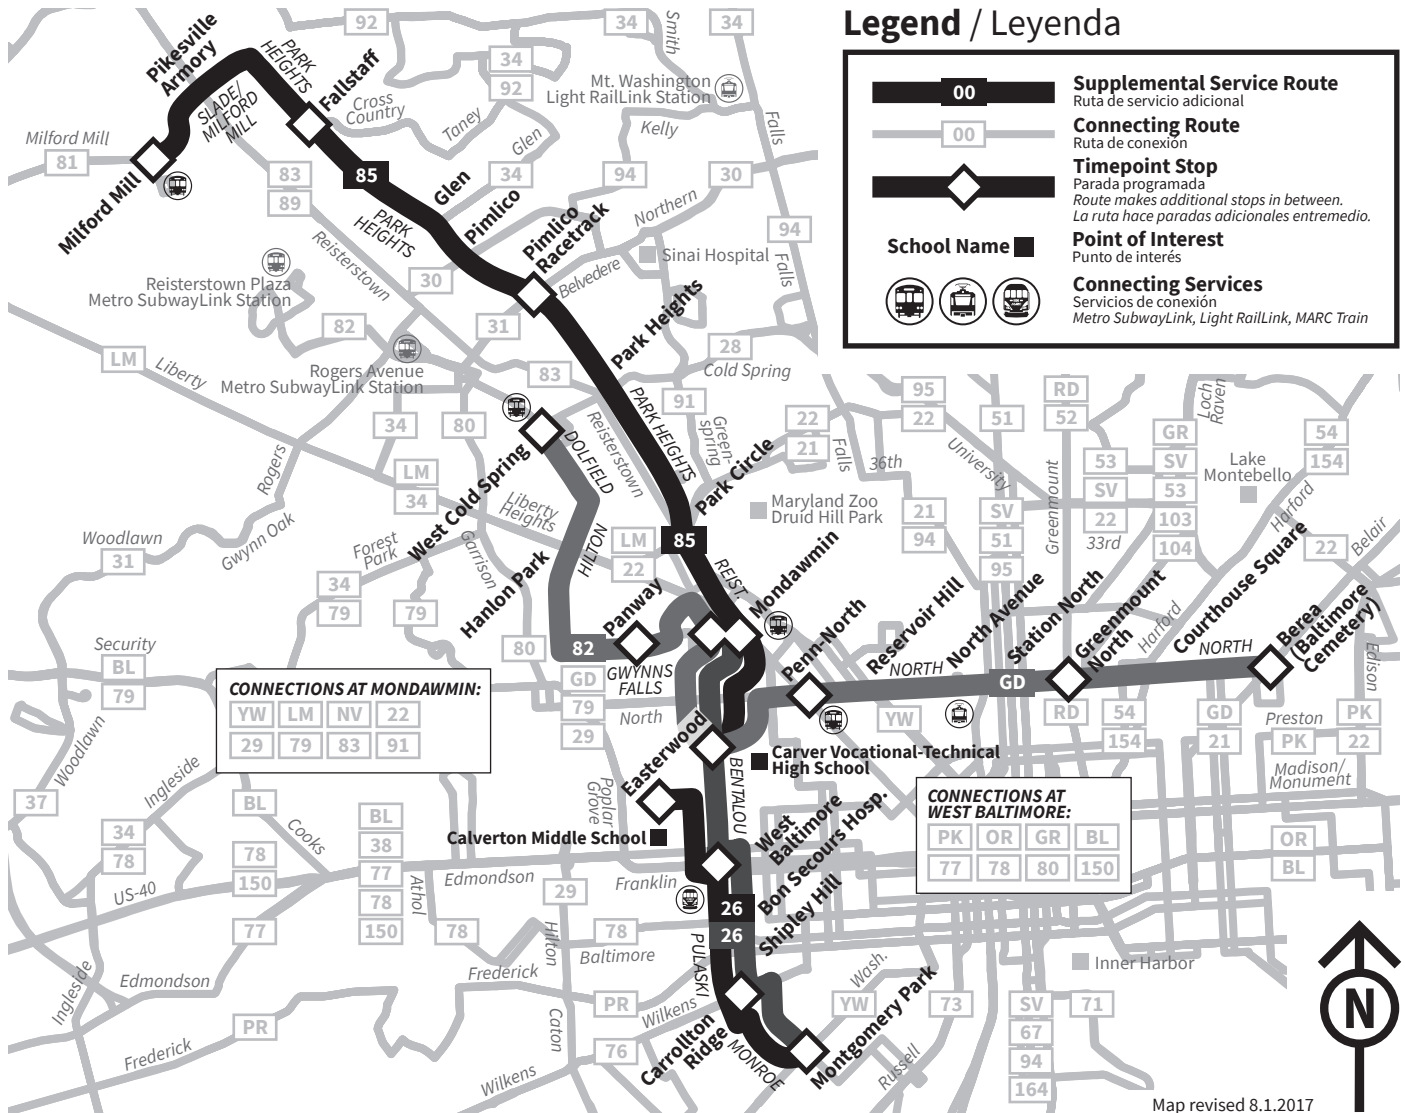 Legend / Leyenda
00
Supplemental Service Route
Ruta de servicio adicional
00
Connecting Route
Ruta de conexión
Timepoint Stop
Parada programada
Route makes additional stops in between.
La ruta hace paradas adicionales entremedio.
School Name
Point of Interest
Punto de interés
Connecting Services
Servicios de conexión
Metro SubwayLink, Light RailLink, MARC Train
Pikesville
Armory
PARK
HEIGHTS
92
34
Smith
34
Fallstaff
34
92
Mt. Washington
Light RailLink Station
SLADE/
MILFORD
MILL
Cross
Country
Taney
Glen
Kelly
Falls
Milford Mill
81
Milford Mill
83
89
85
Glen
34
94
30
PARK
HEIGHTS
Pimlico
Pimlico
Racetrack
Northern
94
Reisterstown
Sinai Hospital
Falls
Reisterstown Plaza
Metro SubwayLink Station
30
Belvedere
82
31
Park Heights
28
Cold Spring
LM
Liberty
Rogers Avenue
Metro SubwayLink Station
83
91
PARK HEIGHTS
Reisterstown
Green-
spring
34
80
DOLFIELD
West Cold Spring
Park Circle
22
21
Falls
36th
95
22
51
University
RD
52
Greenmount
53
SV
22
33rd
GR
SV
53
103
104
Loch
Raven
Lake
Montebello
54
154
Harford
22
Belair
Rogers
LM
34
Liberty
Heights
Maryland Zoo
Druid Hill Park
21
94
SV
51
95
Woodlawn
31
Gwynn Oak
Forest
Park
Garrison
34
79
79
HILTON
LM
22
85
REIST.
Mondawmin
Hanlon Park
Panway
80
82
GWYNNS
FALLS
Penn-North
Reservoir Hill
North Avenue
Station North
Greenmount
North
Harford
Courthouse Square
Berea
(Baltimore
Cemetery)
Edison
NORTH
GD
NORTH
Security
BL
79
Woodlawn
CONNECTIONS AT MONDAWMIN:
YW LM NV 22
29 79 83 91
GD
79
29
North
YW
RD
54
154
GD
21
Preston
PK
PK
22
Madison/
Monument
Easterwood
BENTALOU
Carver Vocational-Technical
High School
37
Ingleside
34
78
BL
Cooks
78
150
BL
38
77
78
150
Poplar
Grove
Calverton Middle School
West
Baltimore
Bon Secours Hosp.
CONNECTIONS AT
WEST BALTIMORE:
PK OR GR BL
77 78 80 150
OR
BL
US-40
Athol
Edmondson
29
Franklin
26
26
Shipley Hill
77
78
Hilton
78
Baltimore
PULASKI
Ingleside
Edmondson
Frederick
Wash.
Inner Harbor
PR
Frederick
PR
Wilkens
Caton
76
Wilkens
Carrollton
Ridge
MONROE
Montgomery Park
YW
Russell
73
SV
67
94
164
71
N
Map revised 8.1.2017